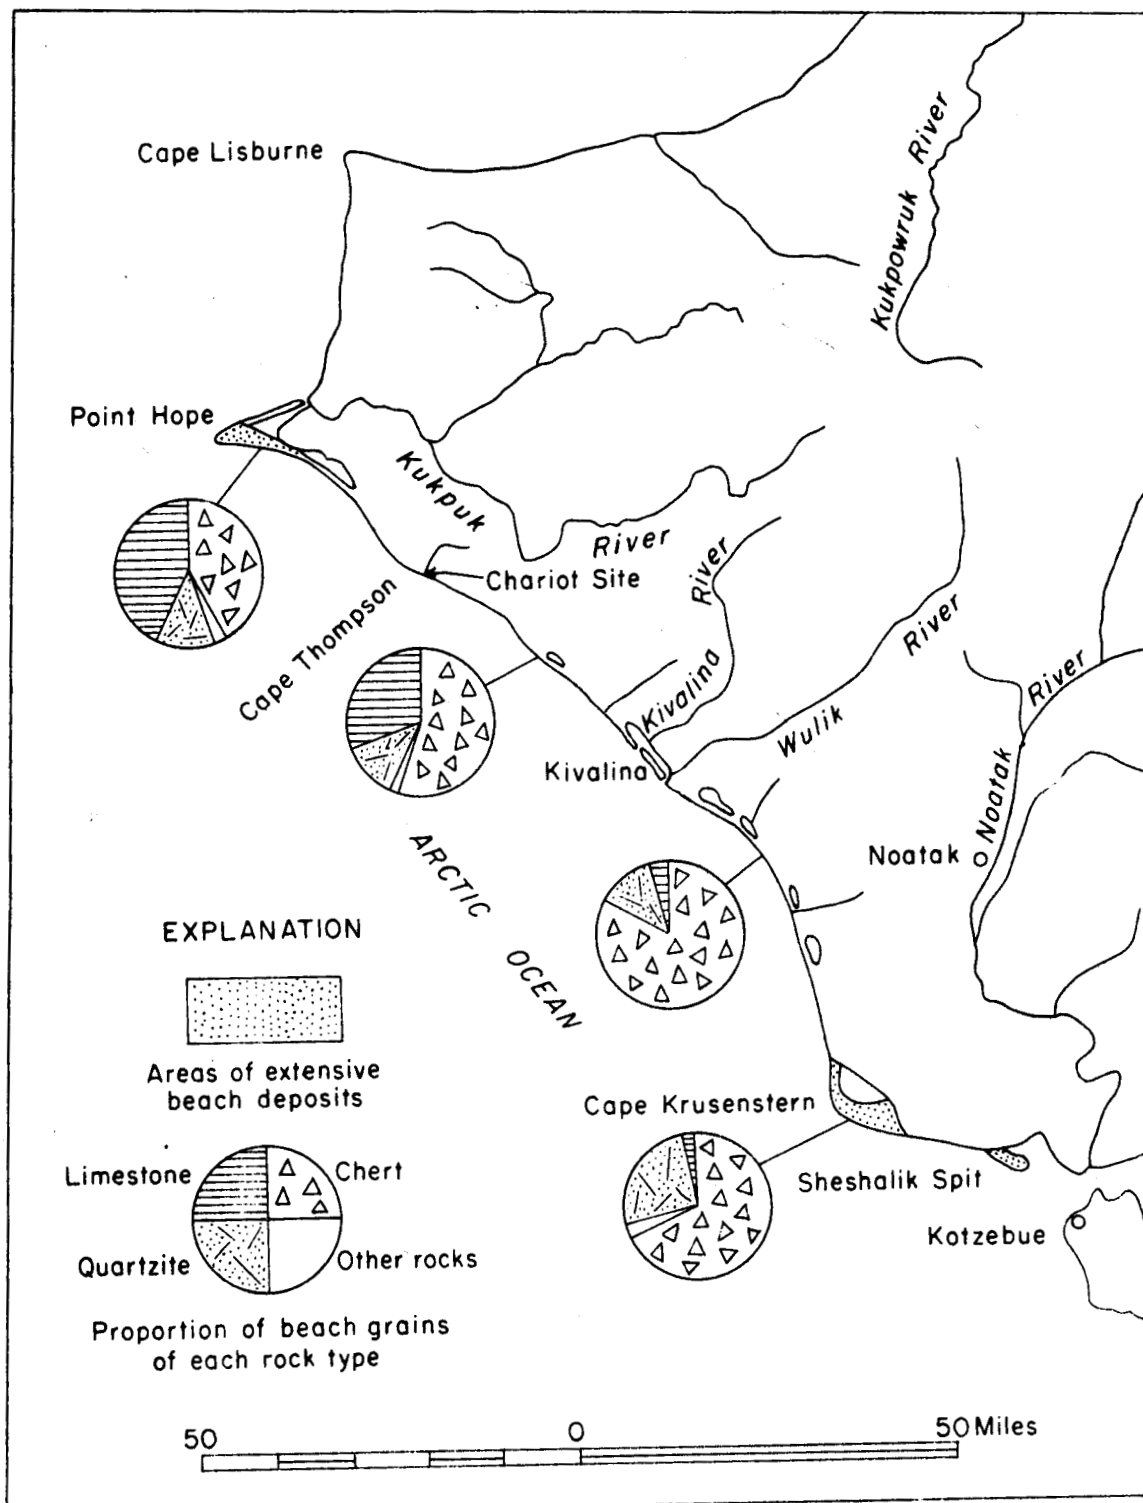 Cape Lisburne
Kukpowruk River
Point Hope
Kukpuk River
Chariot Site
Cape Thompson
Kivalina River
Wulik River
Kivalina
Noatak River
Noatak
ARCTIC OCEAN
EXPLANATION
Areas of extensive
beach deposits
Cape Krusenstern
Sheshalik Spit
Kotzebue
Limestone
Chert
Quartzite
Other rocks
Proportion of beach grains
of each rock type
50 0 50 Miles